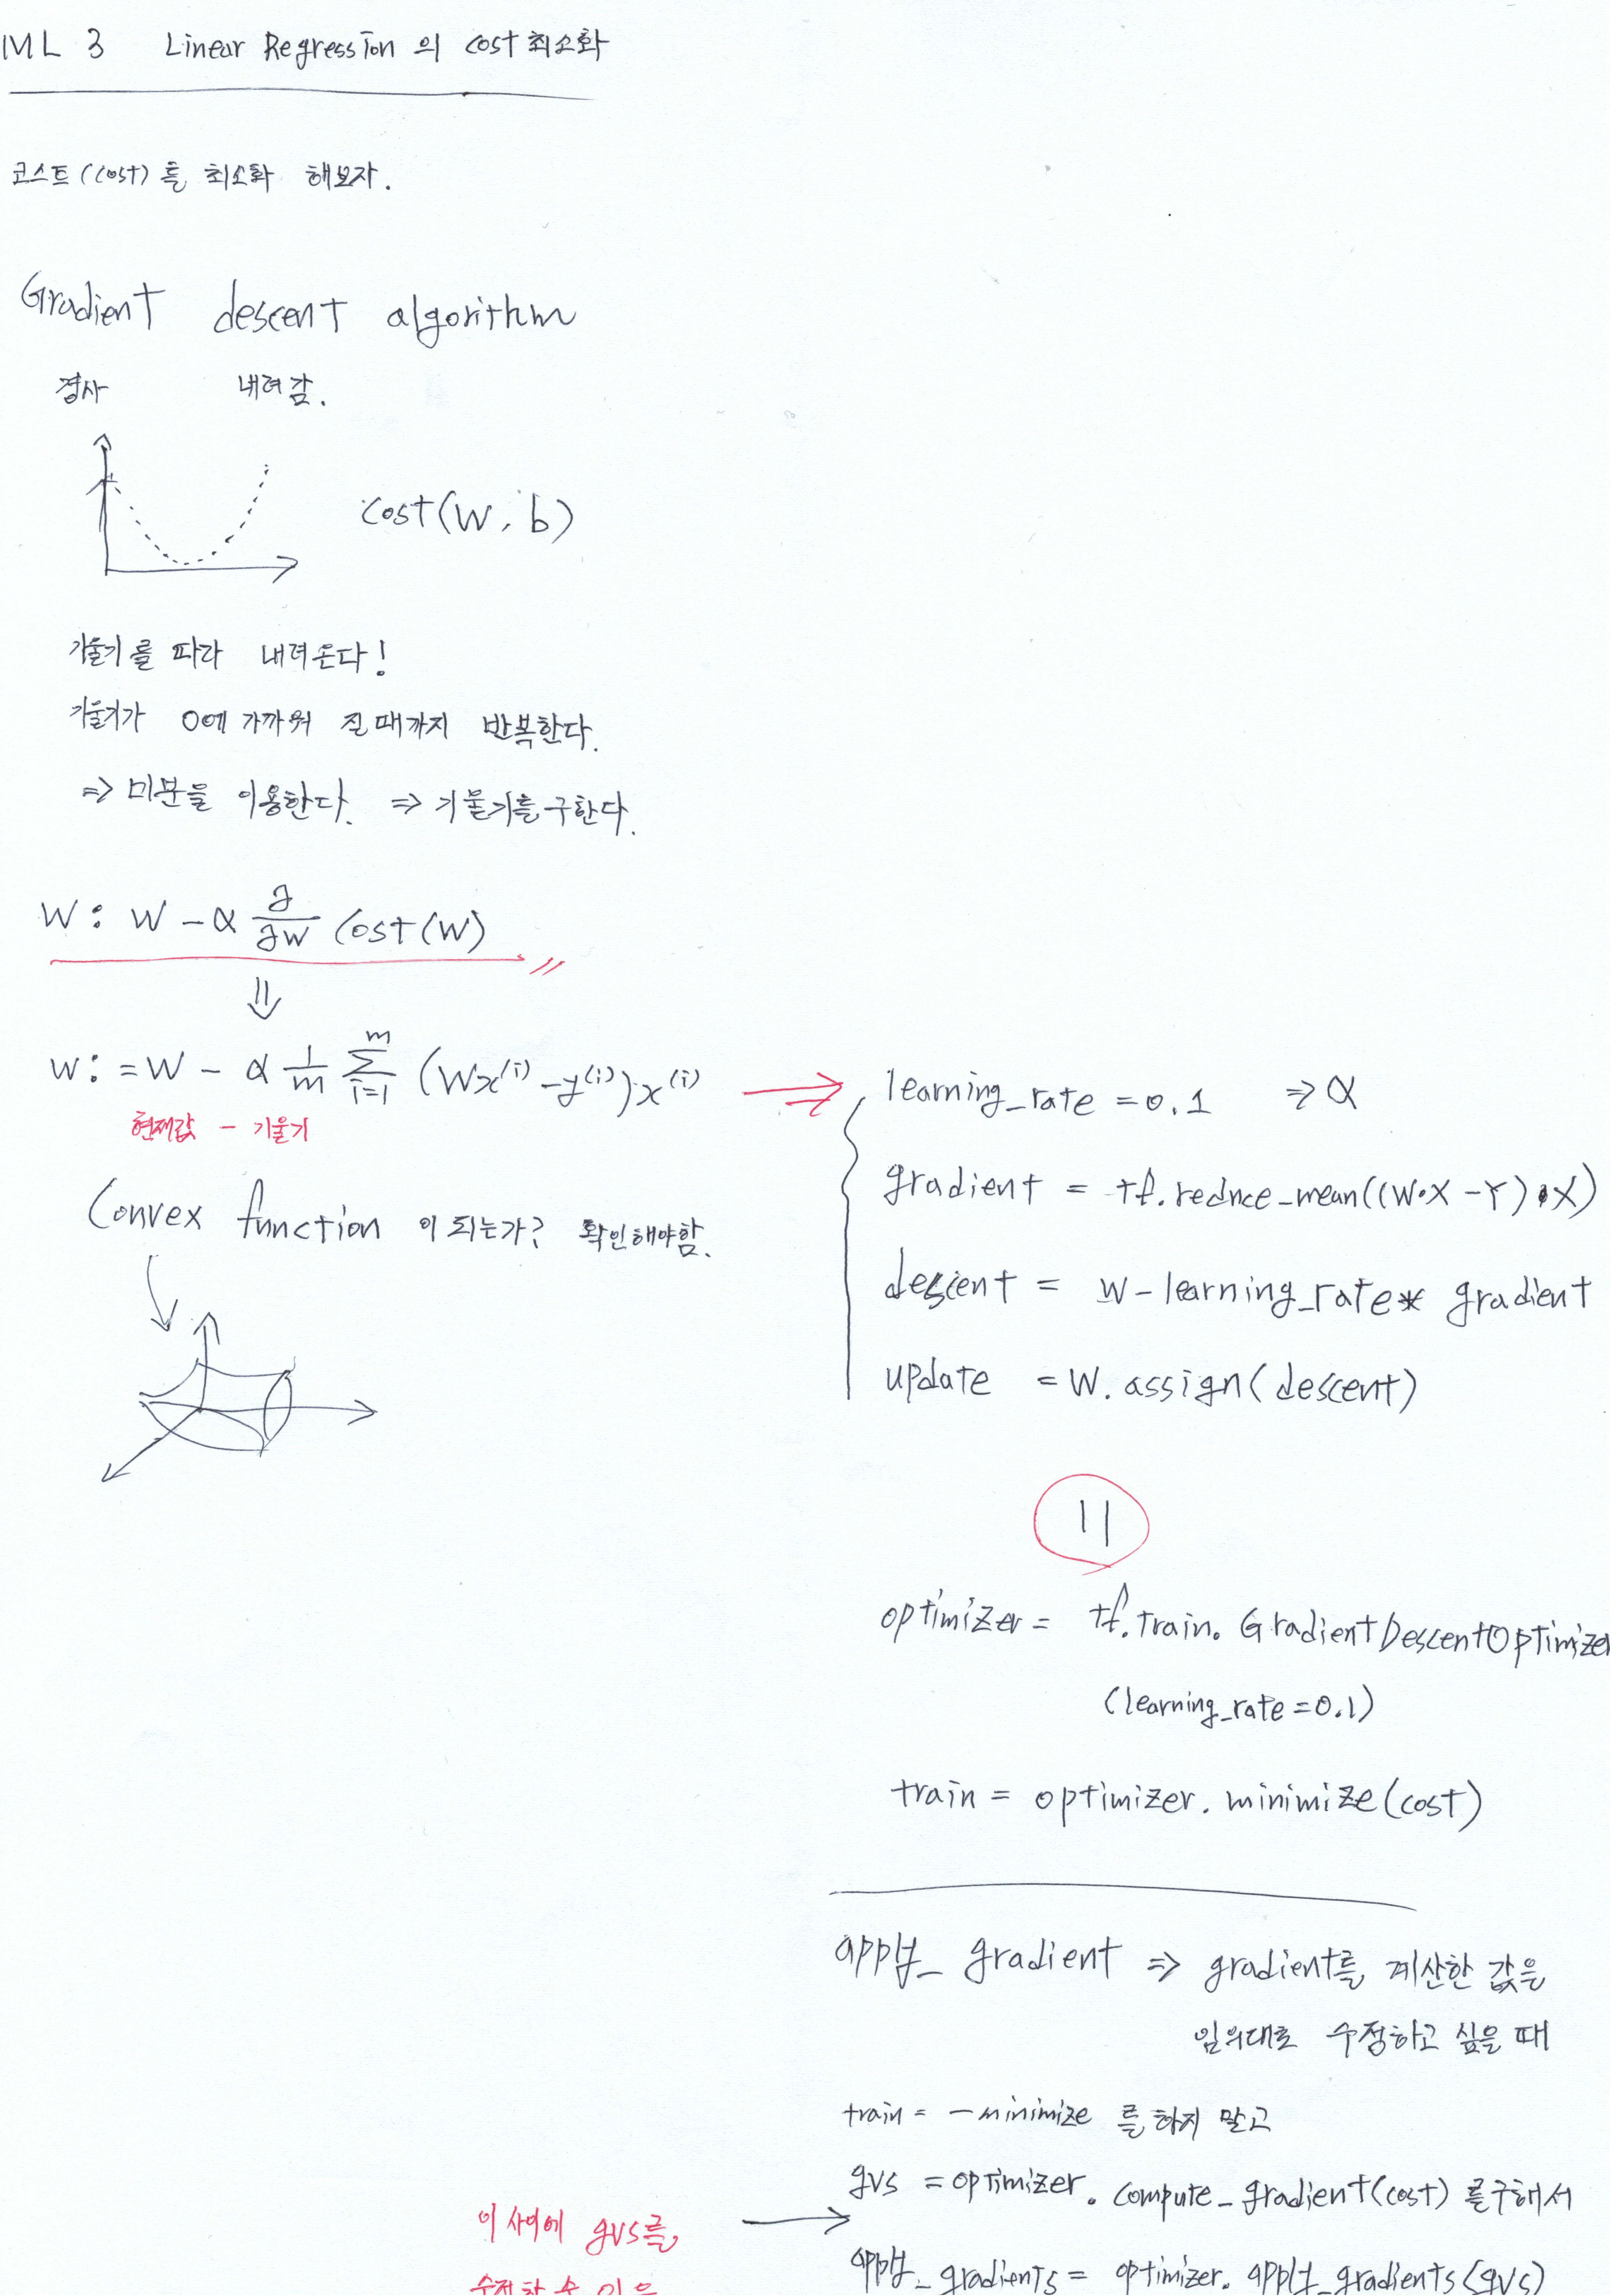 ML 3 Linear Regression 의 cost 최소화
코스트 (cost)를 최소화 해보자.
Gradient descent algorithm
경사 내려감.
cost(W, b)
기울기를 따라 내려온다!
기울기가 0에 가까워 질때까지 반복한다.
⇒ 미분을 이용한다. ⇒ 기울기를 구한다.
W: W - α ∂/∂W Cost(W)
⇓
W: = W - α 1/m Σ i=1 m (Wx⁽ⁱ⁾ - y⁽ⁱ⁾)x⁽ⁱ⁾
현재값 - 기울기
Convex function 이 되는가? 확인해야함.
learning_rate = 0.1 ⇒ α
gradient = tf.reduce_mean((W*X - Y) * X)
descent = W - learning_rate * gradient
update = W.assign(descent)
||
optimizer = tf.train.GradientDescentOptimizer
(learning_rate = 0.1)
train = optimizer.minimize(cost)
apply_gradient ⇒ gradient를 계산한 값을
임의대로 수정하고 싶을 때
train = -minimize 를 하지 말고
gvs = optimizer.compute_gradient(cost) 를 구해서
이 사이에 gvs를
수정할 수 있음
apply_gradients = optimizer.apply_gradients(gvs)